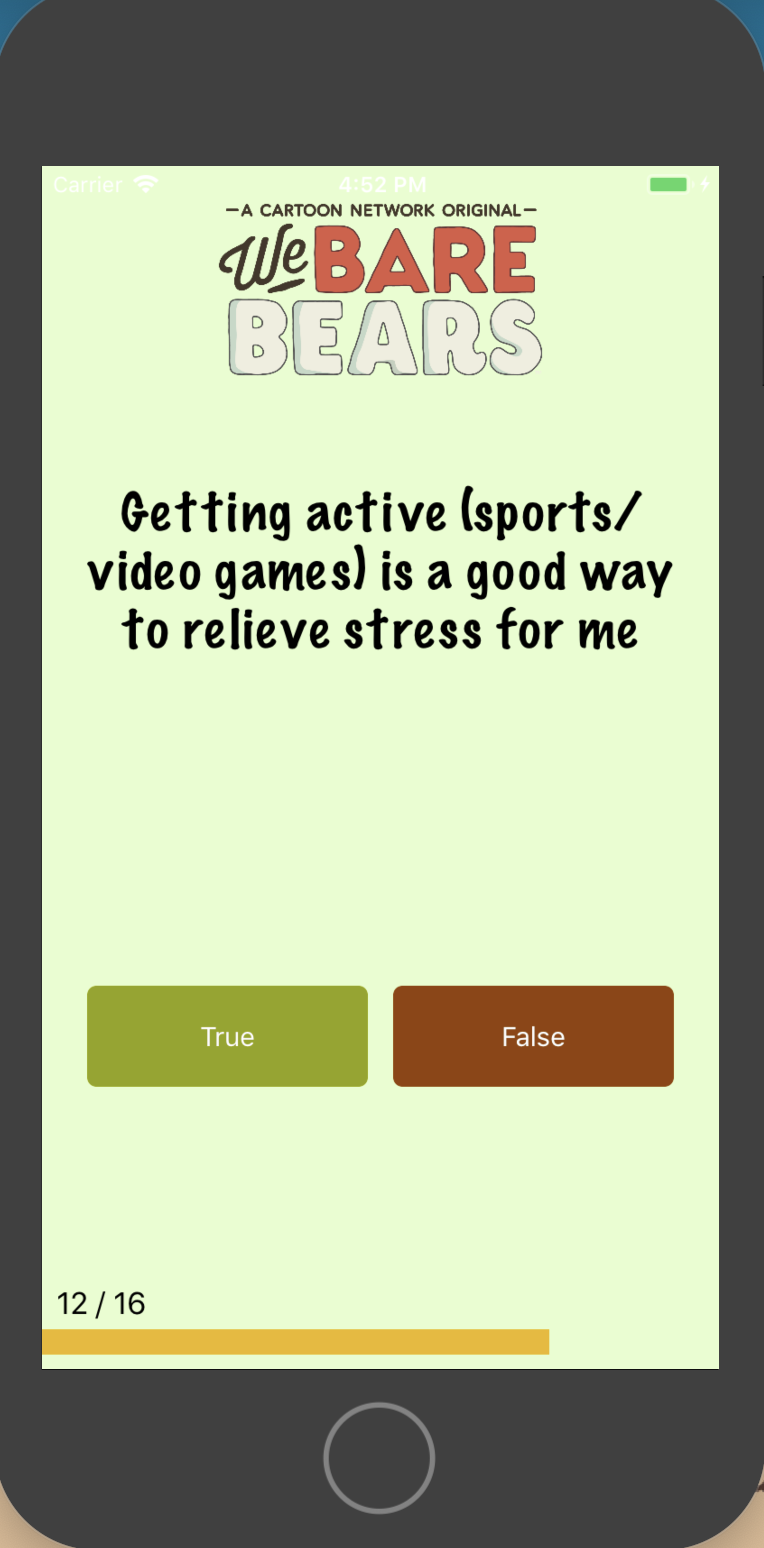 Carrier 4:52 PM
—A CARTOON NETWORK ORIGINAL—
We BARE
BEARS
Getting active (sports/
video games) is a good way
to relieve stress for me
True False
12 / 16